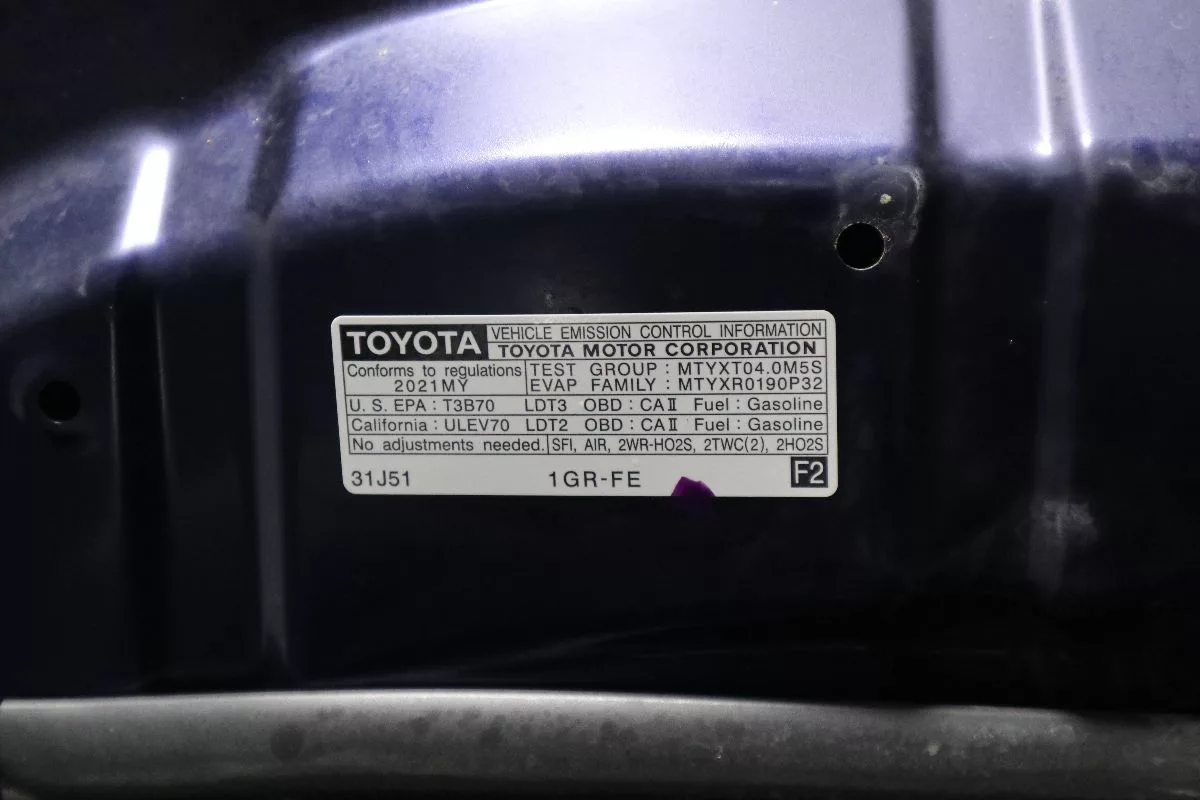 TOYOTA VEHICLE EMISSION CONTROL INFORMATION
TOYOTA MOTOR CORPORATION
Conforms to regulations TEST GROUP : MTYXT04.0M5S
2021MY EVAP FAMILY : MTYXR0190P32
U. S. EPA : T3B70 LDT3 OBD : CAⅡ Fuel : Gasoline
California : ULEV70 LDT2 OBD : CAⅡ Fuel : Gasoline
No adjustments needed. SFI, AIR, 2WR-HO2S, 2TWC(2), 2HO2S
31J51 1GR-FE F2